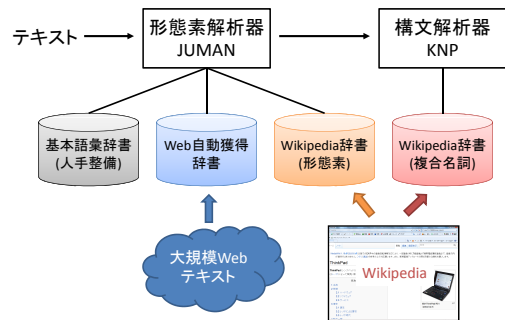 テキスト
形態素解析器
JUMAN
構文解析器
KNP
基本語彙辞書
(人手整備)
Web自動獲得
辞書
Wikipedia辞書
(形態素)
Wikipedia辞書
(複合名詞)
大規模Web
テキスト
ThinkPad
Wikipedia